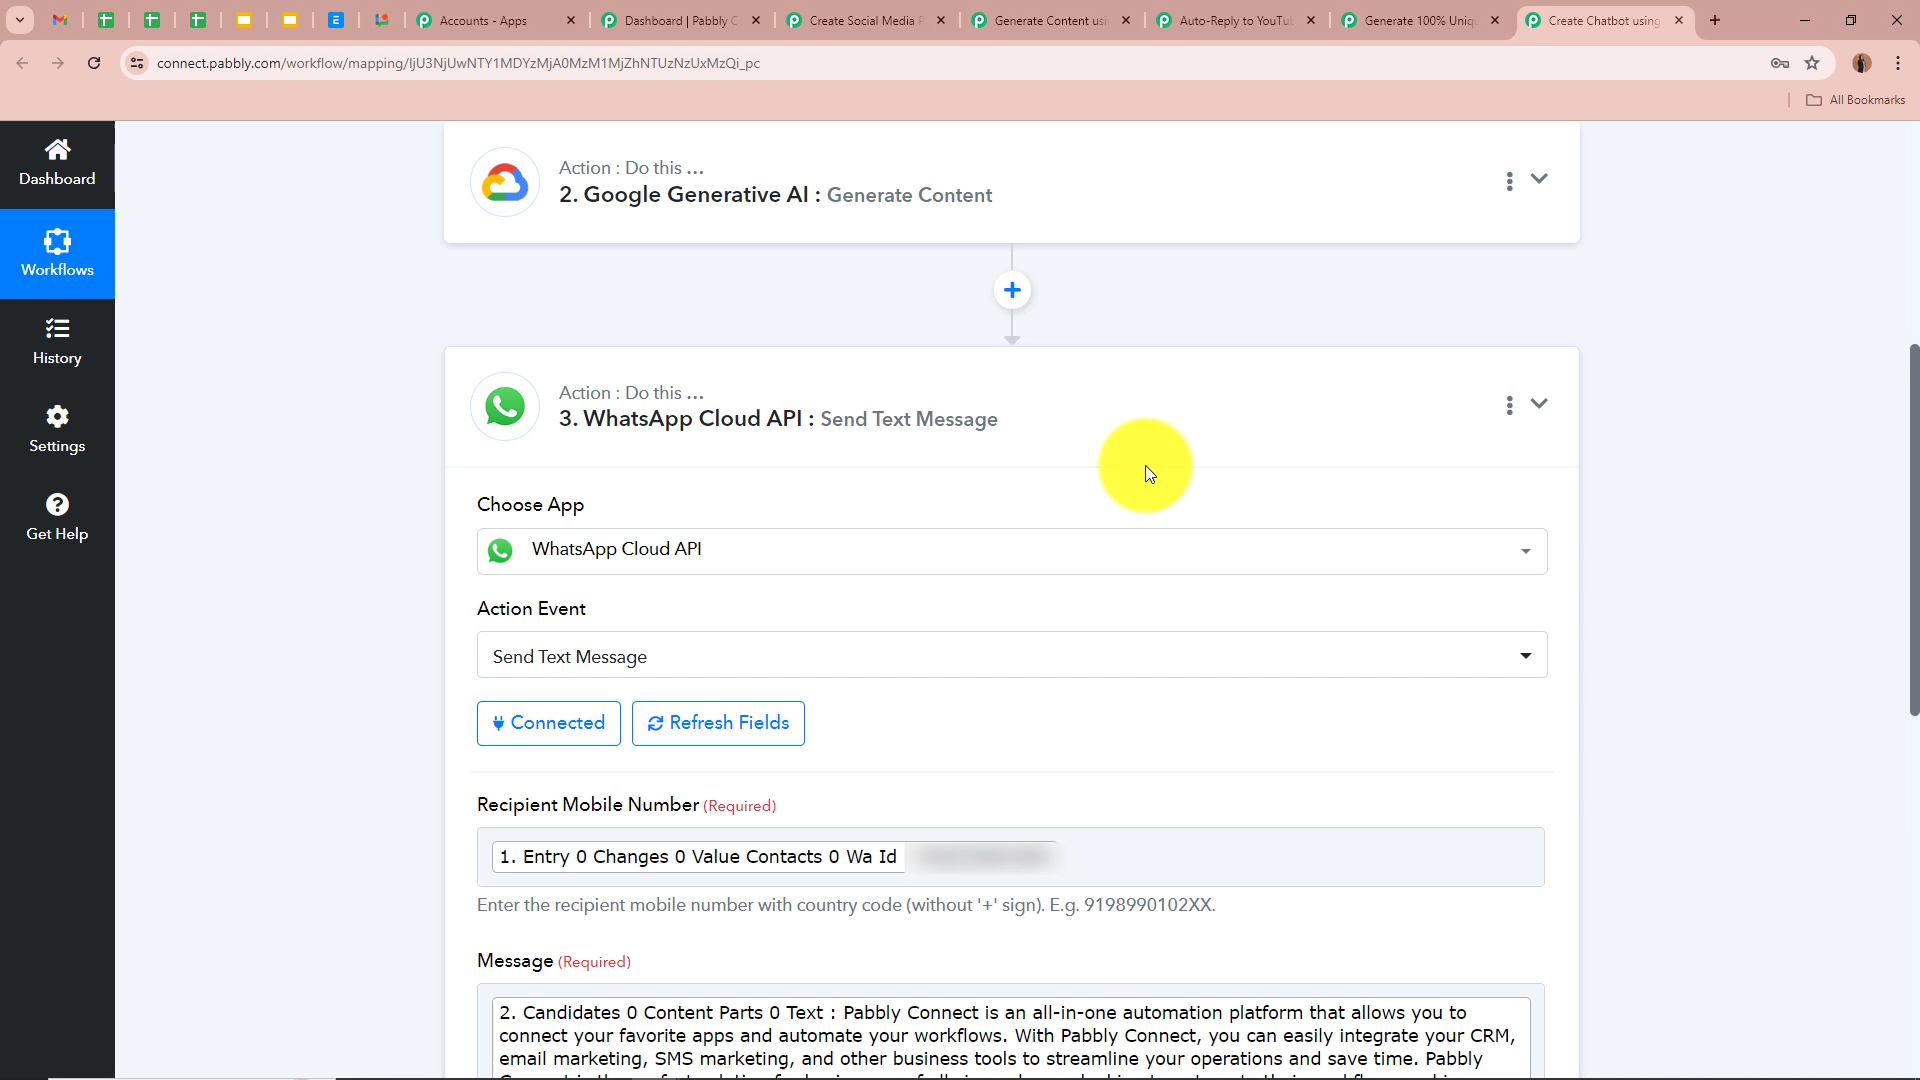 Accounts - Apps
Dashboard | Pabbly C
Create Social Media P
Generate Content usi
Auto-Reply to YouTu
Generate 100% Uniq
Create Chatbot using
connect.pabbly.com/workflow/mapping/IjU3NjUwNTY1MDYzMjA0MzM1MjZhNTUzNzUxMzQi_pc
All Bookmarks
Dashboard
Workflows
History
Settings
Get Help
Action : Do this ...
2. Google Generative AI : Generate Content
Action : Do this ...
3. WhatsApp Cloud API : Send Text Message
Choose App
WhatsApp Cloud API
Action Event
Send Text Message
Connected
Refresh Fields
Recipient Mobile Number (Required)
1. Entry 0 Changes 0 Value Contacts 0 Wa Id
Enter the recipient mobile number with country code (without '+' sign). E.g. 9198990102XX.
Message (Required)
2. Candidates 0 Content Parts 0 Text : Pabbly Connect is an all-in-one automation platform that allows you to
connect your favorite apps and automate your workflows. With Pabbly Connect, you can easily integrate your CRM,
email marketing, SMS marketing, and other business tools to streamline your operations and save time. Pabbly